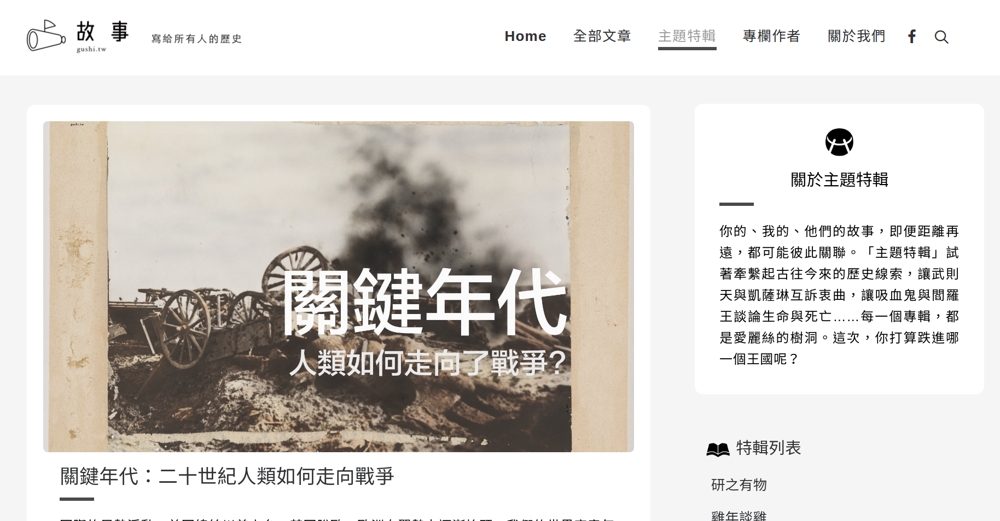 故事
gushi.tw
寫給所有人的歷史
Home 全部文章 主題特輯 專欄作者 關於我們
gushi.tw
關鍵年代
人類如何走向了戰爭?
關鍵年代：二十世紀人類如何走向戰爭
關於主題特輯
你的、我的、他們的故事，即便距離再
遠，都可能彼此關聯。「主題特輯」試
著牽繫起古往今來的歷史線索，讓武則
天與凱薩琳互訴衷曲，讓吸血鬼與閻羅
王談論生命與死亡……每一個專輯，都
是愛麗絲的樹洞。這次，你打算跌進哪
一個王國呢？
特輯列表
研之有物
雞年談雞